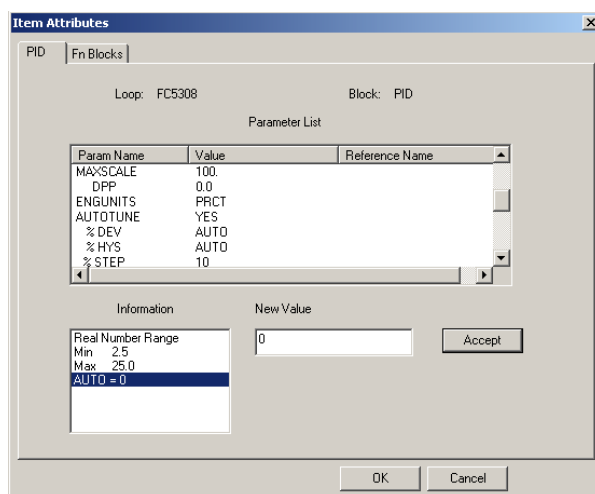 Item Attributes
PID Fn Blocks
Loop: FC5308 Block: PID
Parameter List
Param Name Value Reference Name
MAXSCALE 100.
DPP 0.0
ENGUNITS PRCT
AUTOTUNE YES
% DEV AUTO
% HYS AUTO
% STEP 10
Information New Value
Real Number Range
Min 2.5
Max 25.0
AUTO = 0
0
Accept
OK Cancel